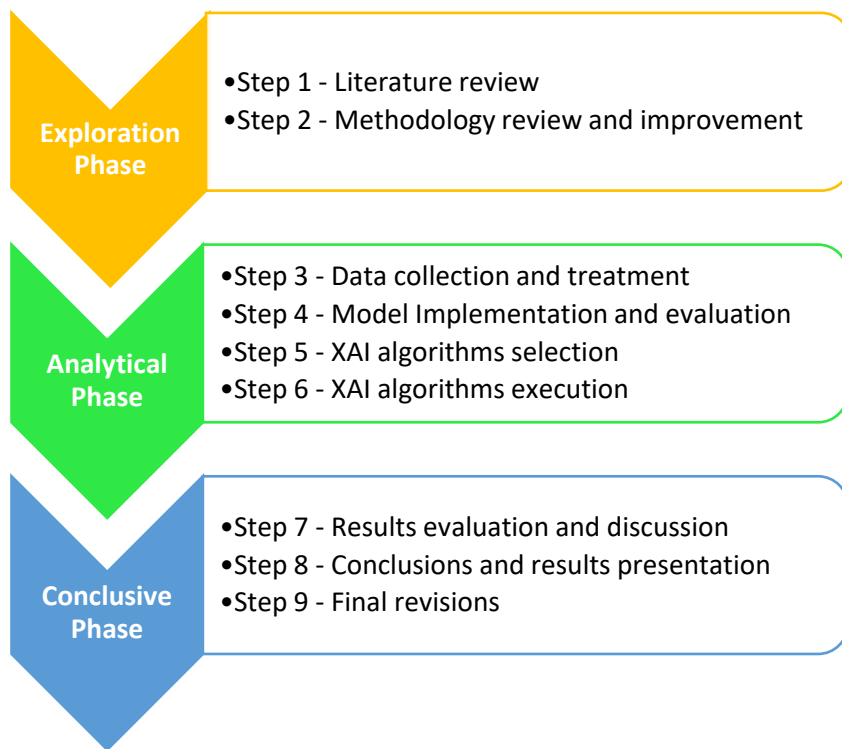 Exploration
Phase
•Step 1 - Literature review
•Step 2 - Methodology review and improvement
Analytical
Phase
•Step 3 - Data collection and treatment
•Step 4 - Model Implementation and evaluation
•Step 5 - XAI algorithms selection
•Step 6 - XAI algorithms execution
Conclusive
Phase
•Step 7 - Results evaluation and discussion
•Step 8 - Conclusions and results presentation
•Step 9 - Final revisions